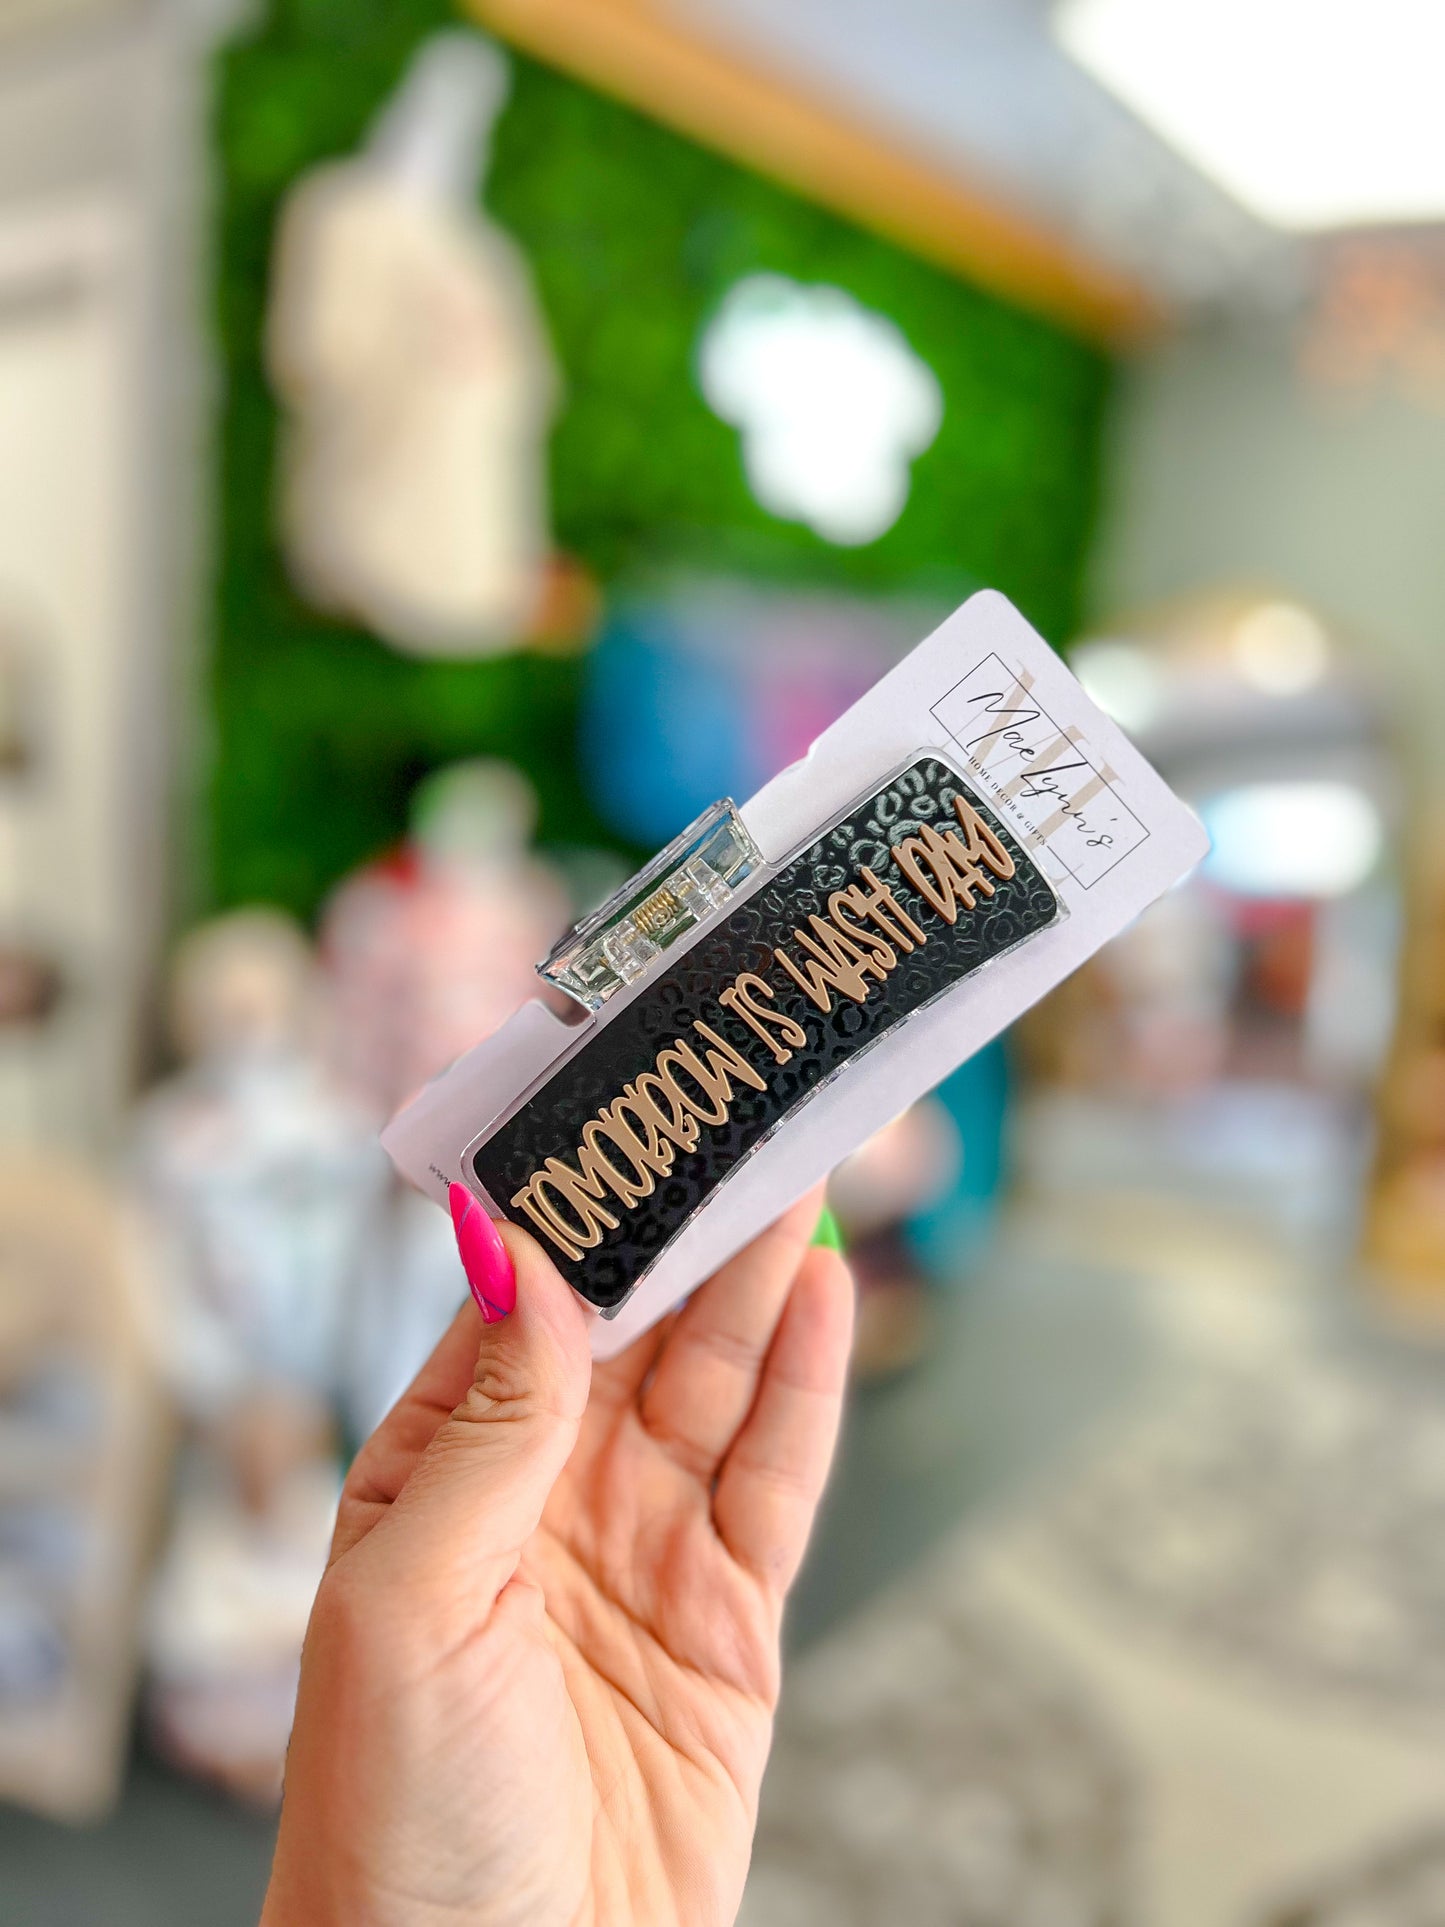 Mae Lynn's
HOME DECOR & GIFTS
TOMORROW IS WASH DAY